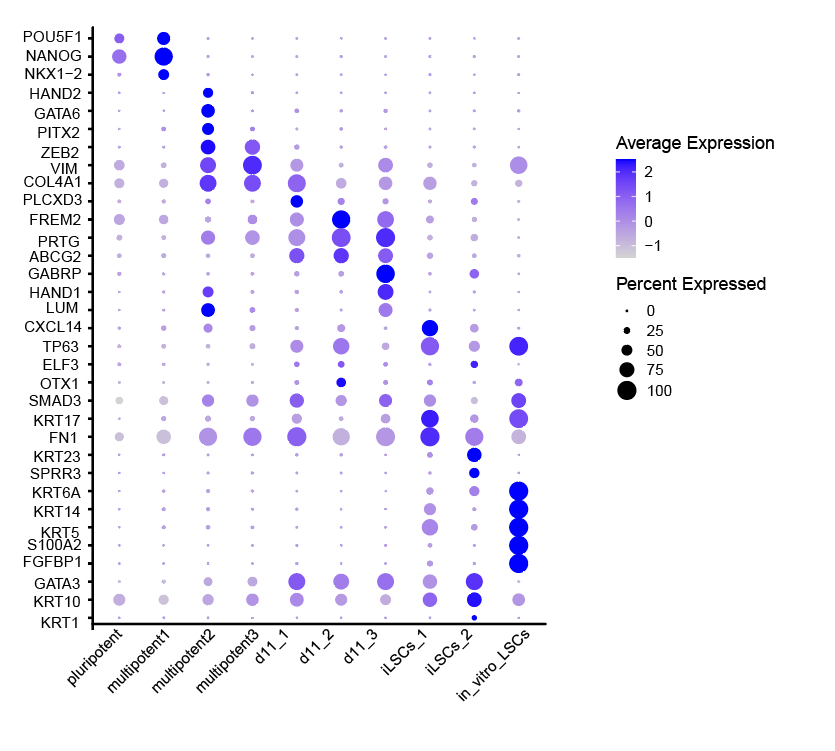 POU5F1
NANOG
NKX1−2
HAND2
GATA6
PITX2
ZEB2
VIM
COL4A1
PLCXD3
FREM2
PRTG
ABCG2
GABRP
HAND1
LUM
CXCL14
TP63
ELF3
OTX1
SMAD3
KRT17
FN1
KRT23
SPRR3
KRT6A
KRT14
KRT5
S100A2
FGFBP1
GATA3
KRT10
KRT1
pluripotent
multipotent1
multipotent2
multipotent3
d11_1
d11_2
d11_3
iLSCs_1
iLSCs_2
in_vitro_LSCs
Average Expression
2
1
0
−1
Percent Expressed
0
25
50
75
100